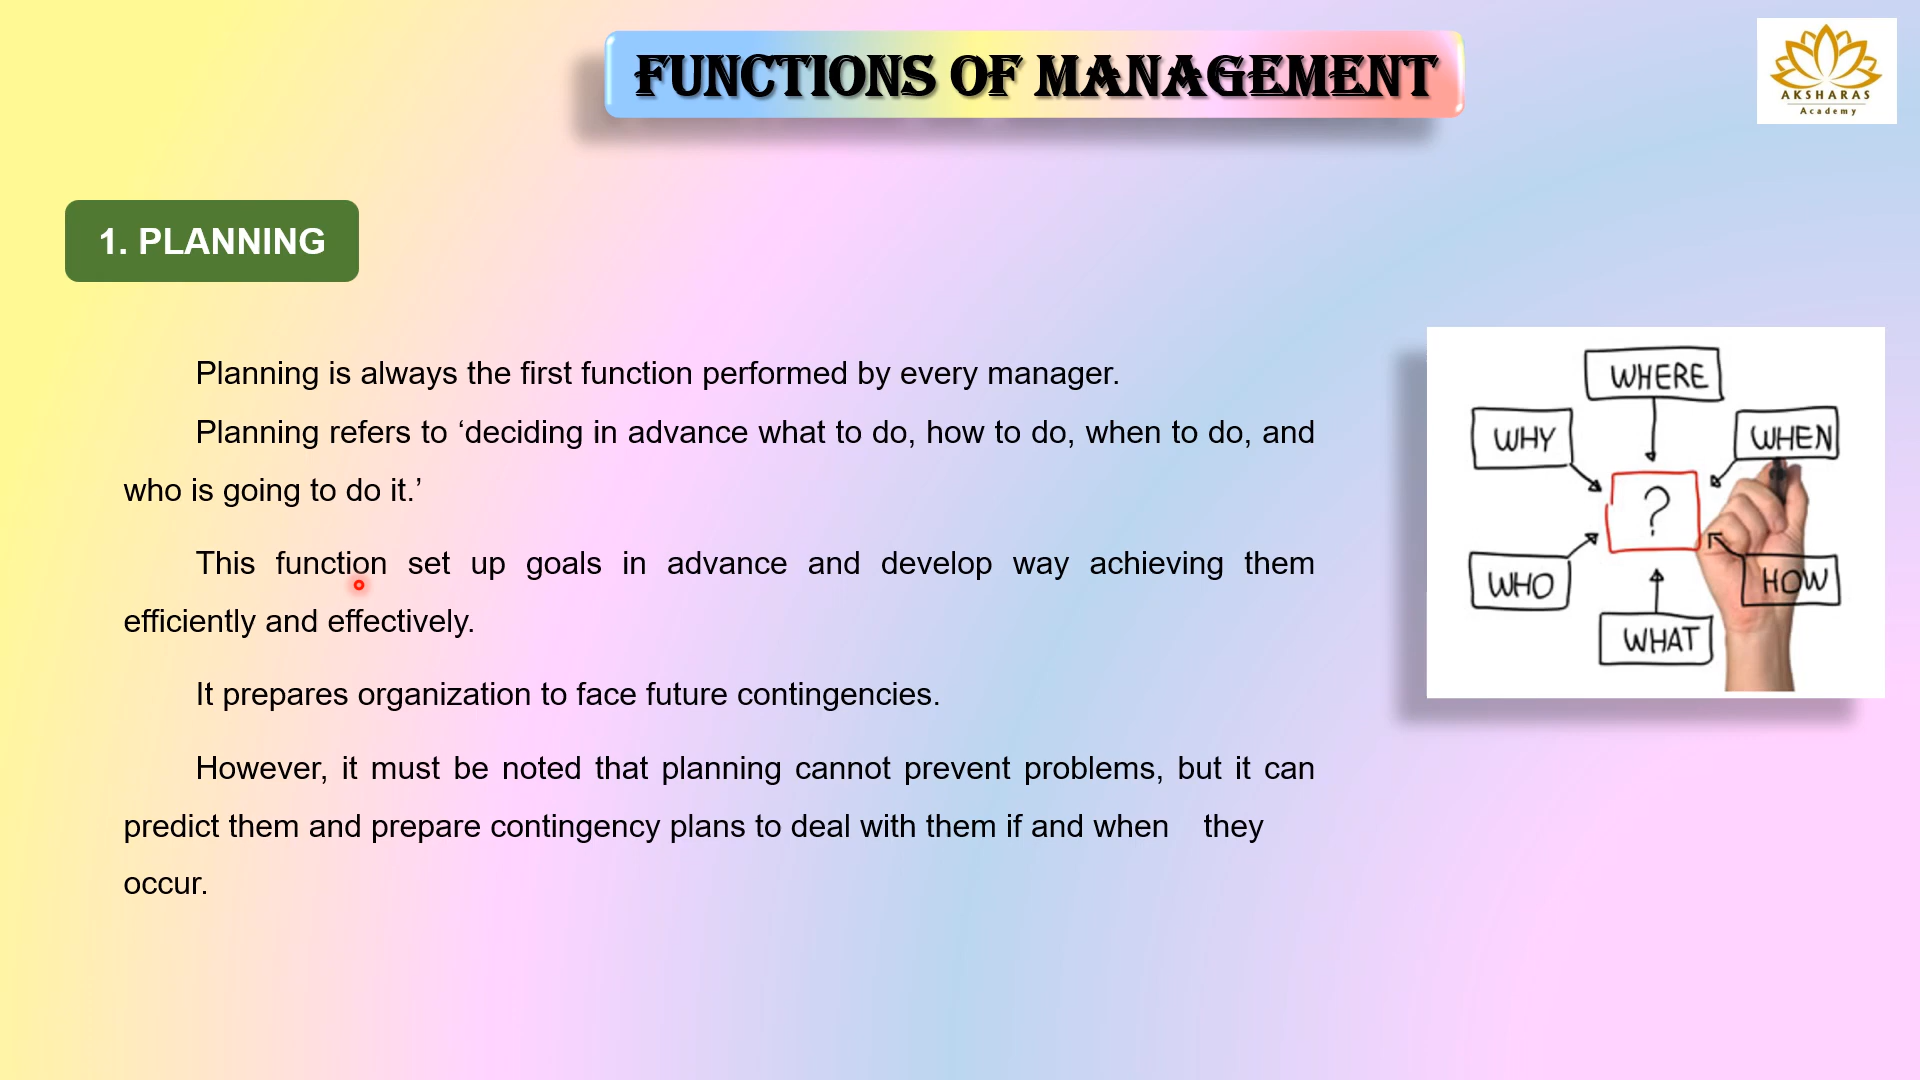 FUNCTIONS OF MANAGEMENT
AKSHARAS
Academy
1. PLANNING
Planning is always the first function performed by every manager.
Planning refers to ‘deciding in advance what to do, how to do, when to do, and
who is going to do it.’
This function set up goals in advance and develop way achieving them
efficiently and effectively.
It prepares organization to face future contingencies.
However, it must be noted that planning cannot prevent problems, but it can
predict them and prepare contingency plans to deal with them if and when they
occur.
WHERE
WHY
WHEN
?
WHO
HOW
WHAT